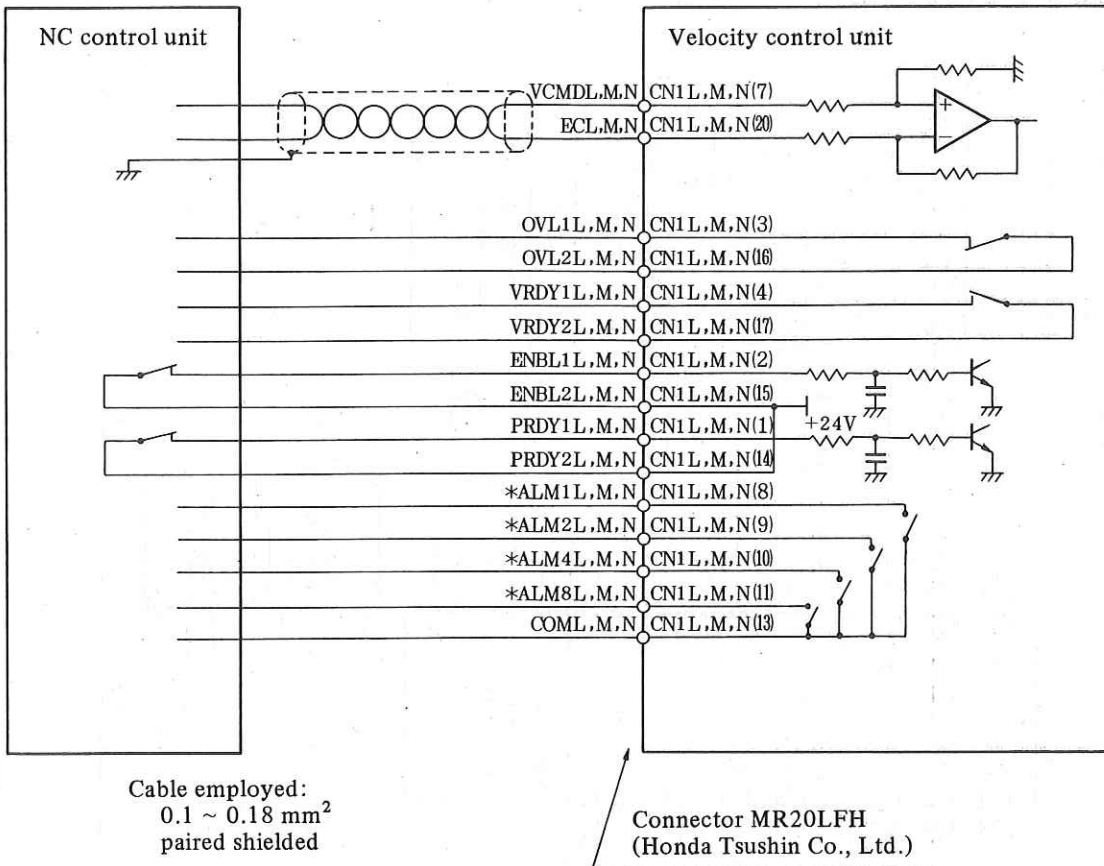 NC control unit
Velocity control unit
VCMDL,M,N CN1L,M,N(7)
ECL,M,N CN1L,M,N(20)
+
−
OVL1L,M,N CN1L,M,N(3)
OVL2L,M,N CN1L,M,N(16)
VRDY1L,M,N CN1L,M,N(4)
VRDY2L,M,N CN1L,M,N(17)
ENBL1L,M,N CN1L,M,N(2)
ENBL2L,M,N CN1L,M,N(15)
+24V
PRDY1L,M,N CN1L,M,N(1)
PRDY2L,M,N CN1L,M,N(14)
*ALM1L,M,N CN1L,M,N(8)
*ALM2L,M,N CN1L,M,N(9)
*ALM4L,M,N CN1L,M,N(10)
*ALM8L,M,N CN1L,M,N(11)
COML,M,N CN1L,M,N(13)
Cable employed:
0.1 ~ 0.18 mm²
paired shielded
Connector MR20LFH
(Honda Tsushin Co., Ltd.)